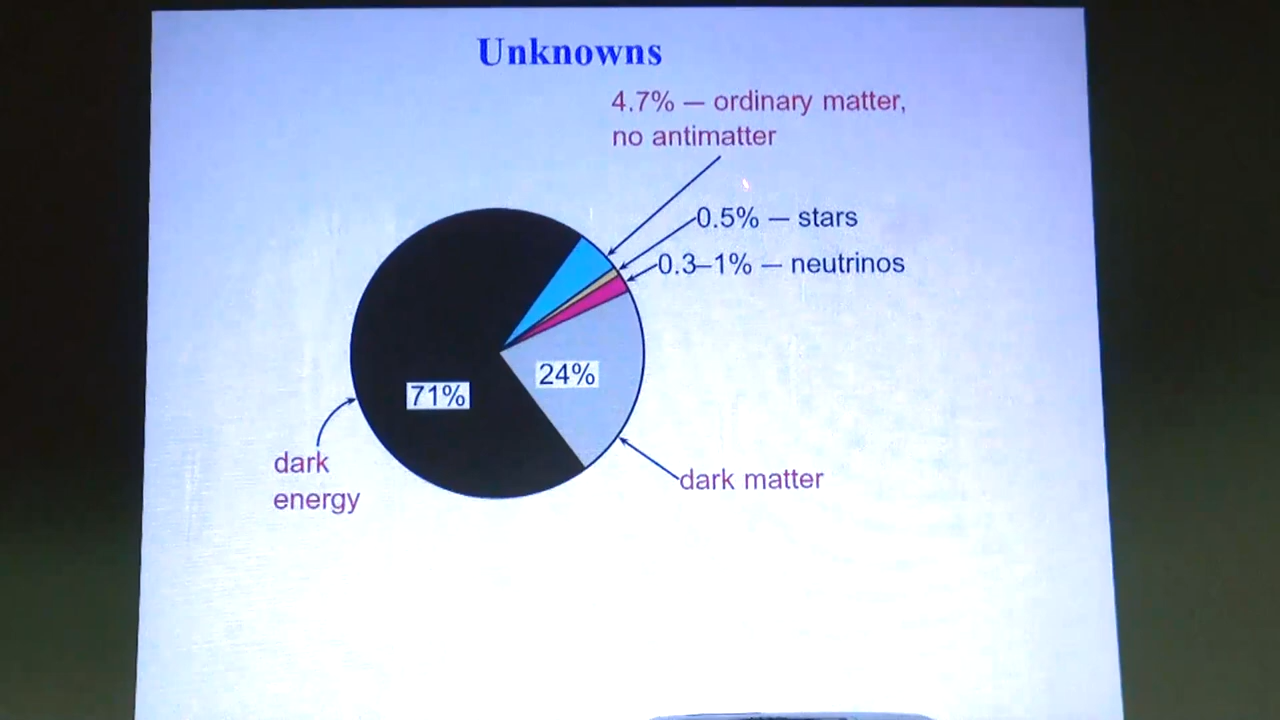 Unknowns
4.7% — ordinary matter,
no antimatter
0.5% — stars
0.3–1% — neutrinos
24%
71%
dark
energy
dark matter